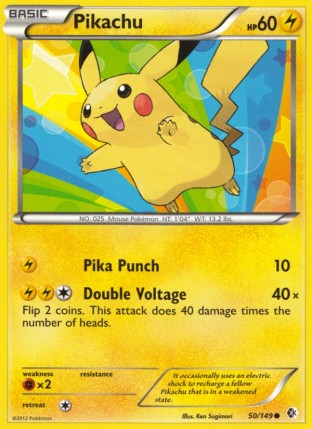 BASIC
Pikachu
HP60
NO. 025 Mouse Pokémon HT: 1'04" WT: 13.2 lbs.
Pika Punch 10
Double Voltage 40×
Flip 2 coins. This attack does 40 damage times the
number of heads.
weakness resistance
×2
retreat
It occasionally uses an electric
shock to recharge a fellow
Pikachu that is in a weakened
state.
©2012 Pokémon
Illus. Ken Sugimori
50/149